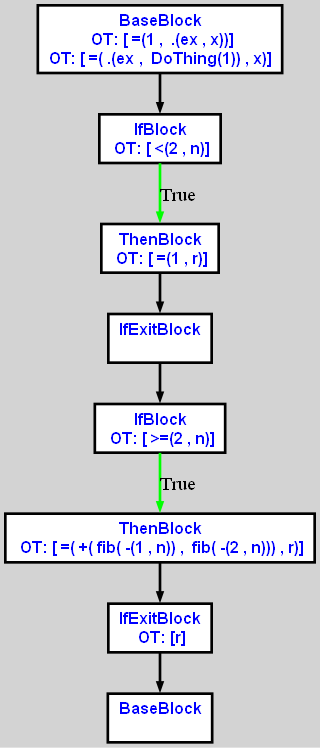 BaseBlock
OT: [ =(1 , .(ex , x))]
OT: [ =( .(ex , DoThing(1)) , x)]
IfBlock
OT: [ <(2 , n)]
True
ThenBlock
OT: [ =(1 , r)]
IfExitBlock
IfBlock
OT: [ >=(2 , n)]
True
ThenBlock
OT: [ =( +( fib( -(1 , n)) , fib( -(2 , n))) , r)]
IfExitBlock
OT: [r]
BaseBlock